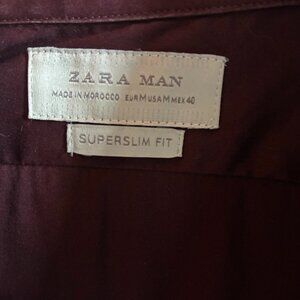 ZARA MAN
MADE IN MOROCCO EUR M USA M MEX 40
SUPERSLIM FIT